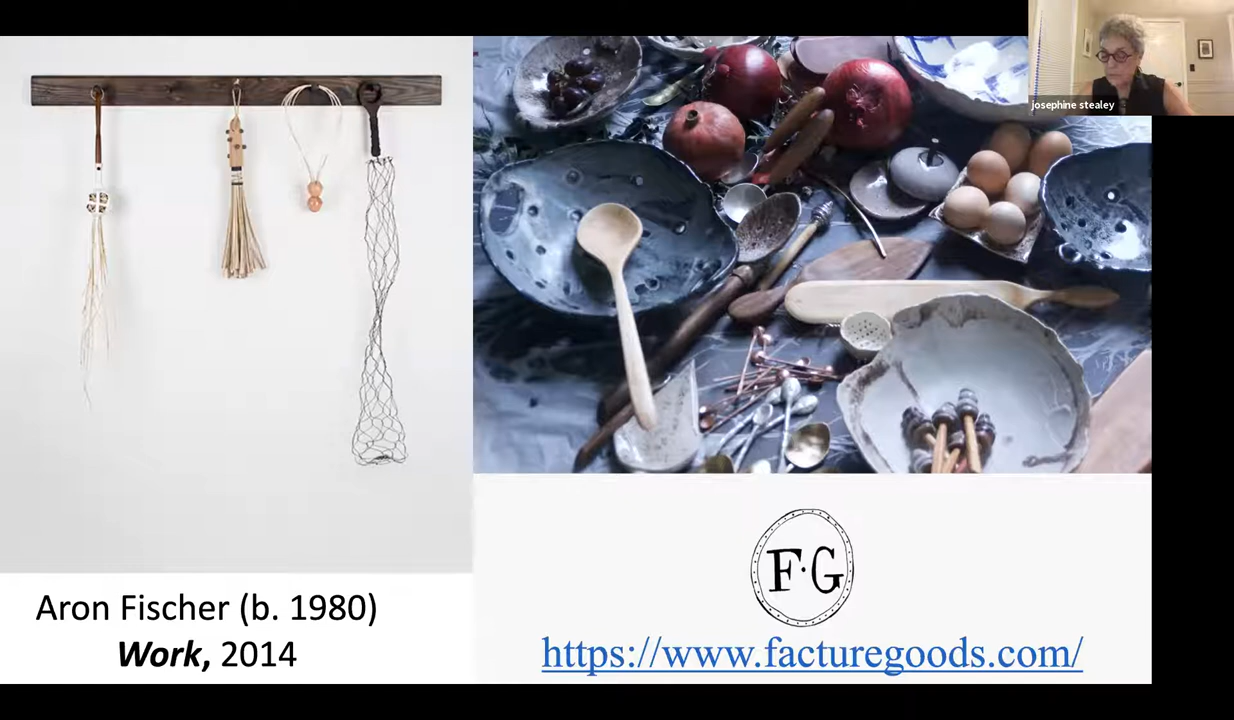 josephine stealey
F·G
Aron Fischer (b. 1980)
Work, 2014
https://www.facturegoods.com/